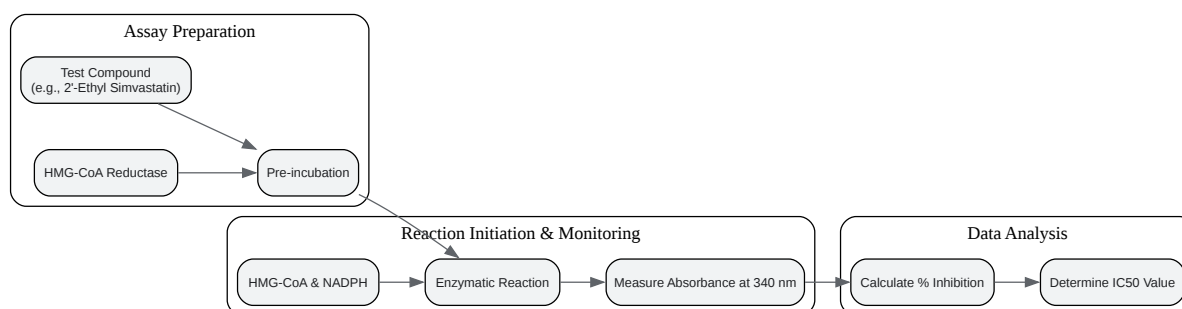 Assay Preparation
Test Compound
(e.g., 2'-Ethyl Simvastatin)
HMG-CoA Reductase
Pre-incubation
Reaction Initiation & Monitoring
HMG-CoA & NADPH
Enzymatic Reaction
Measure Absorbance at 340 nm
Data Analysis
Calculate % Inhibition
Determine IC50 Value